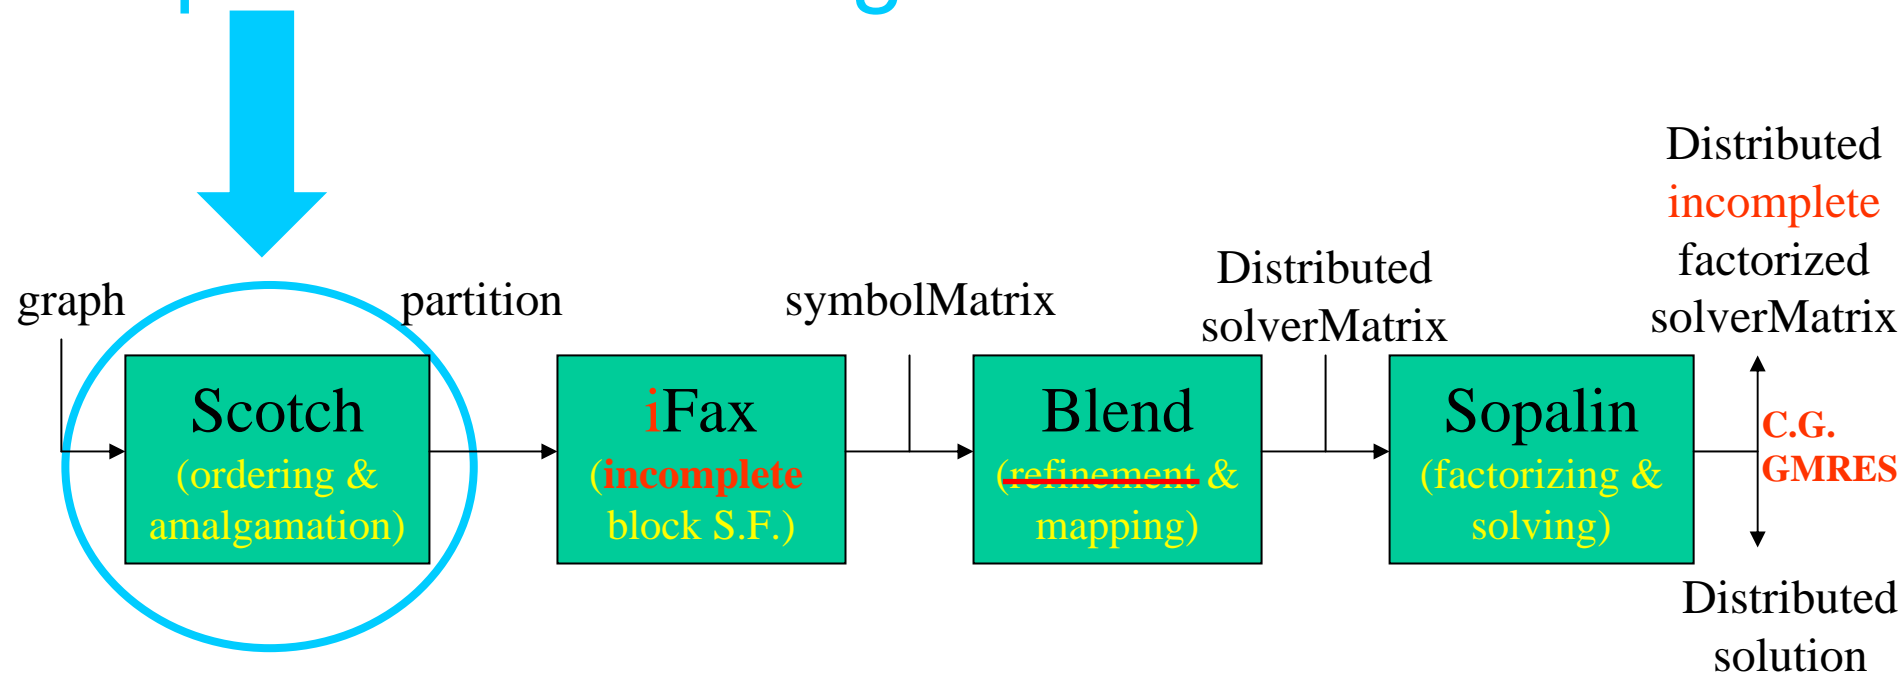 graph
Scotch
(ordering &
amalgamation)
partition
iFax
(incomplete
block S.F.)
symbolMatrix
Blend
(refinement &
mapping)
Distributed
solverMatrix
Sopalin
(factorizing &
solving)
Distributed
incomplete
factorized
solverMatrix
C.G.
GMRES
Distributed
solution